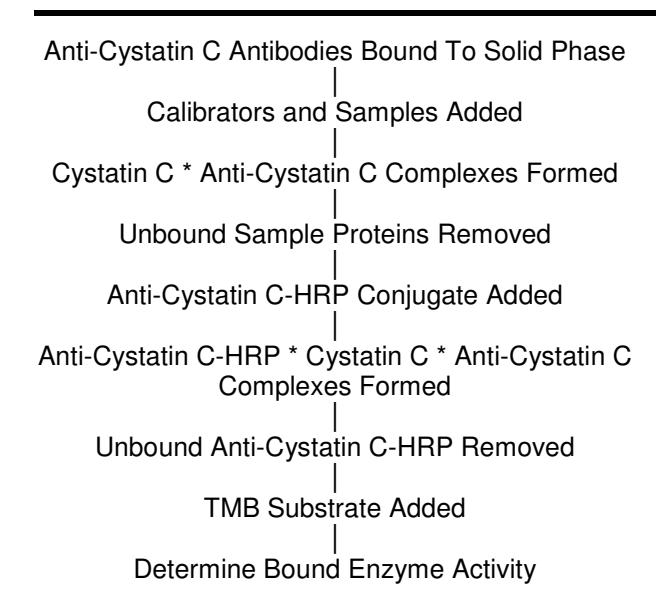 Anti-Cystatin C Antibodies Bound To Solid Phase
Calibrators and Samples Added
Cystatin C * Anti-Cystatin C Complexes Formed
Unbound Sample Proteins Removed
Anti-Cystatin C-HRP Conjugate Added
Anti-Cystatin C-HRP * Cystatin C * Anti-Cystatin C
Complexes Formed
Unbound Anti-Cystatin C-HRP Removed
TMB Substrate Added
Determine Bound Enzyme Activity